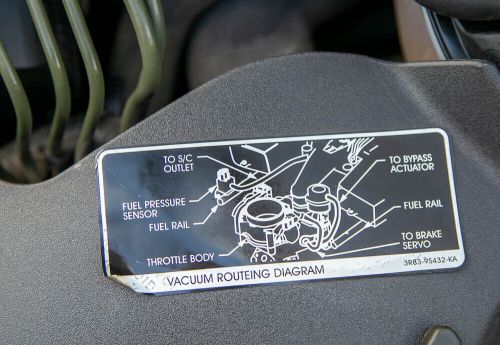 TO S/C
OUTLET
TO BYPASS
ACTUATOR
FUEL PRESSURE
SENSOR
FUEL RAIL
FUEL RAIL
THROTTLE BODY
TO BRAKE
SERVO
VACUUM ROUTEING DIAGRAM
3R83-9S432-KA